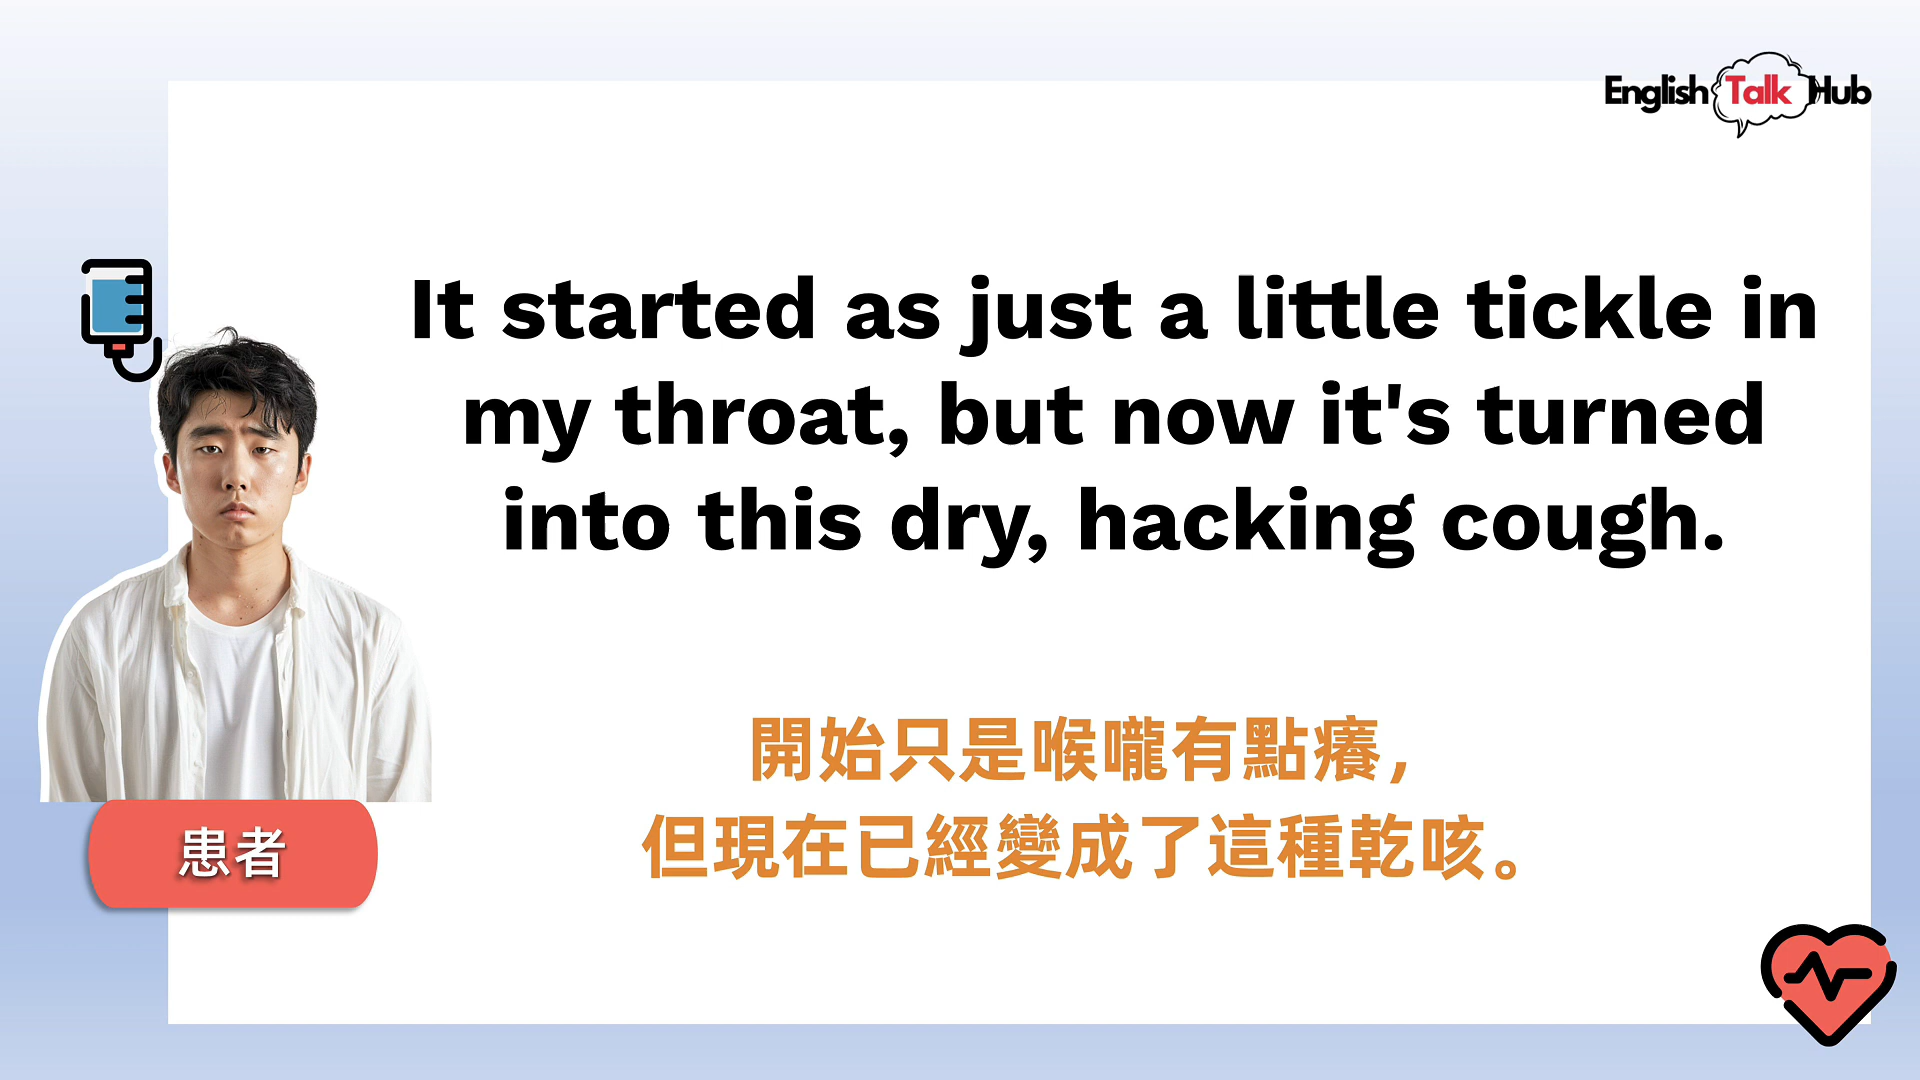 English Talk Hub
It started as just a little tickle in
my throat, but now it's turned
into this dry, hacking cough.
開始只是喉嚨有點癢，
但現在已經變成了這種乾咳。
患者